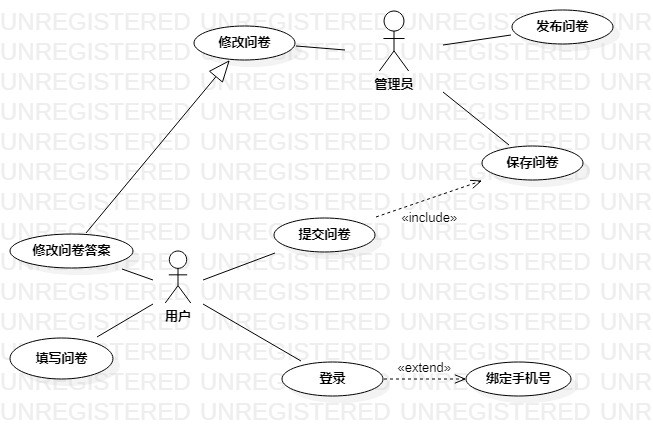 UNREGISTERED UNREGISTERED UNREGISTERED UNREGISTERED
修改问卷
发布问卷
管理员
保存问卷
«include»
提交问卷
修改问卷答案
用户
填写问卷
«extend»
登录
绑定手机号